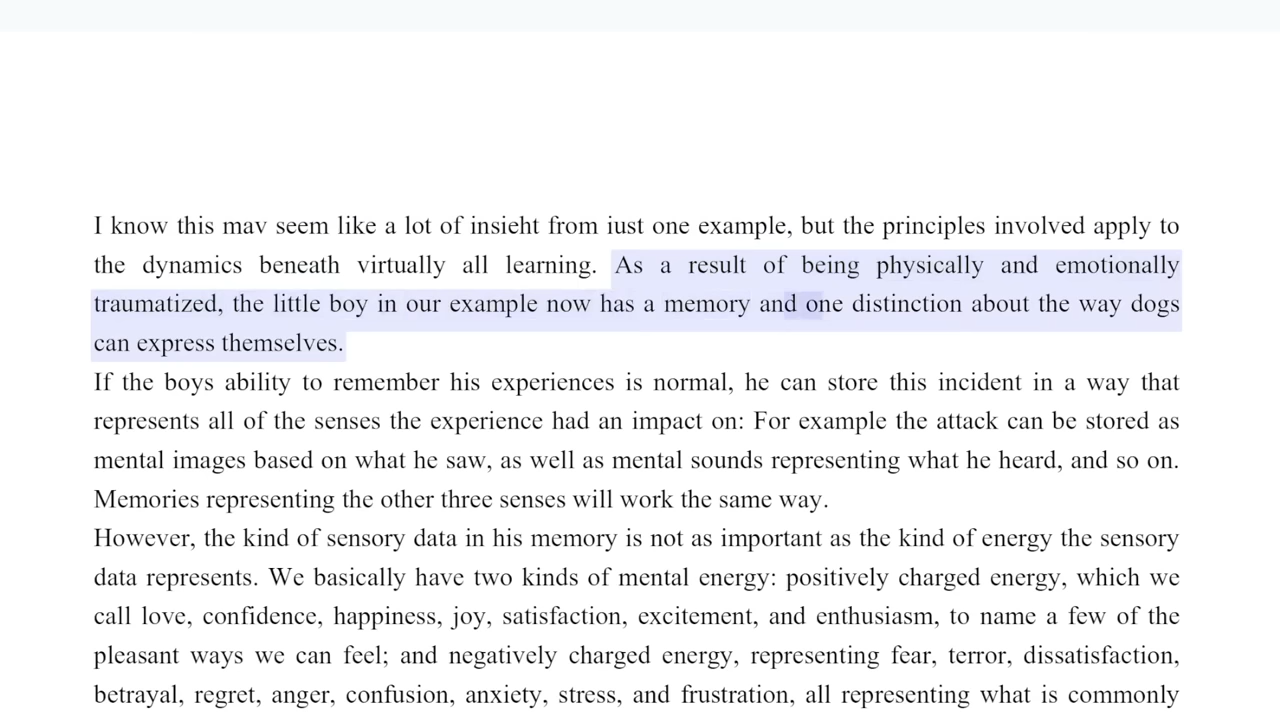 I know this mav seem like a lot of insieht from iust one example, but the principles involved apply to
the dynamics beneath virtually all learning. As a result of being physically and emotionally
traumatized, the little boy in our example now has a memory and one distinction about the way dogs
can express themselves.
If the boys ability to remember his experiences is normal, he can store this incident in a way that
represents all of the senses the experience had an impact on: For example the attack can be stored as
mental images based on what he saw, as well as mental sounds representing what he heard, and so on.
Memories representing the other three senses will work the same way.
However, the kind of sensory data in his memory is not as important as the kind of energy the sensory
data represents. We basically have two kinds of mental energy: positively charged energy, which we
call love, confidence, happiness, joy, satisfaction, excitement, and enthusiasm, to name a few of the
pleasant ways we can feel; and negatively charged energy, representing fear, terror, dissatisfaction,
betrayal, regret, anger, confusion, anxiety, stress, and frustration, all representing what is commonly